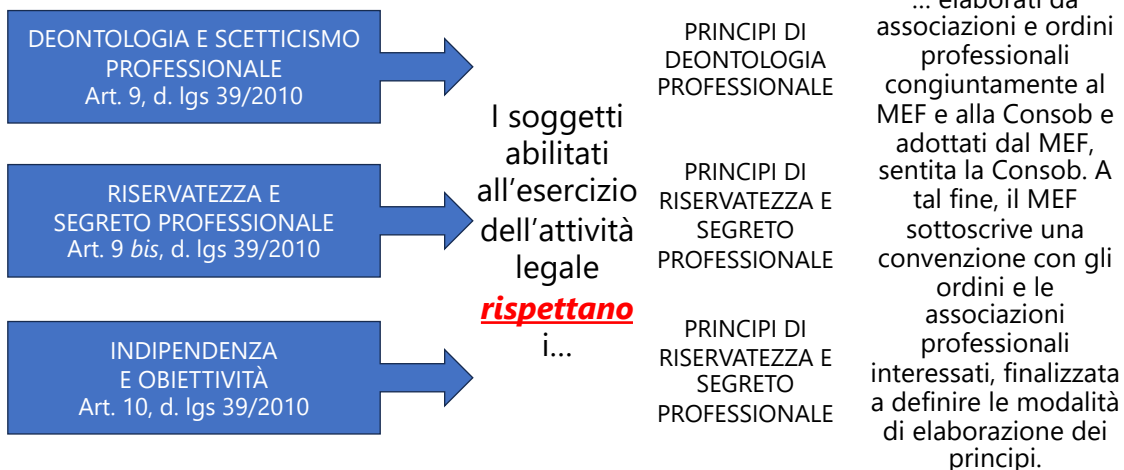 DEONTOLOGIA E SCETTICISMO
PROFESSIONALE
Art. 9, d. lgs 39/2010
RISERVATEZZA E
SEGRETO PROFESSIONALE
Art. 9 bis, d. lgs 39/2010
INDIPENDENZA
E OBIETTIVITÀ
Art. 10, d. lgs 39/2010
I soggetti
abilitati
all'esercizio
dell'attività
legale
rispettano
i…
PRINCIPI DI
DEONTOLOGIA
PROFESSIONALE
PRINCIPI DI
RISERVATEZZA E
SEGRETO
PROFESSIONALE
PRINCIPI DI
RISERVATEZZA E
SEGRETO
PROFESSIONALE
… elaborati da
associazioni e ordini
professionali
congiuntamente al
MEF e alla Consob e
adottati dal MEF,
sentita la Consob. A
tal fine, il MEF
sottoscrive una
convenzione con gli
ordini e le
associazioni
professionali
interessati, finalizzata
a definire le modalità
di elaborazione dei
principi.